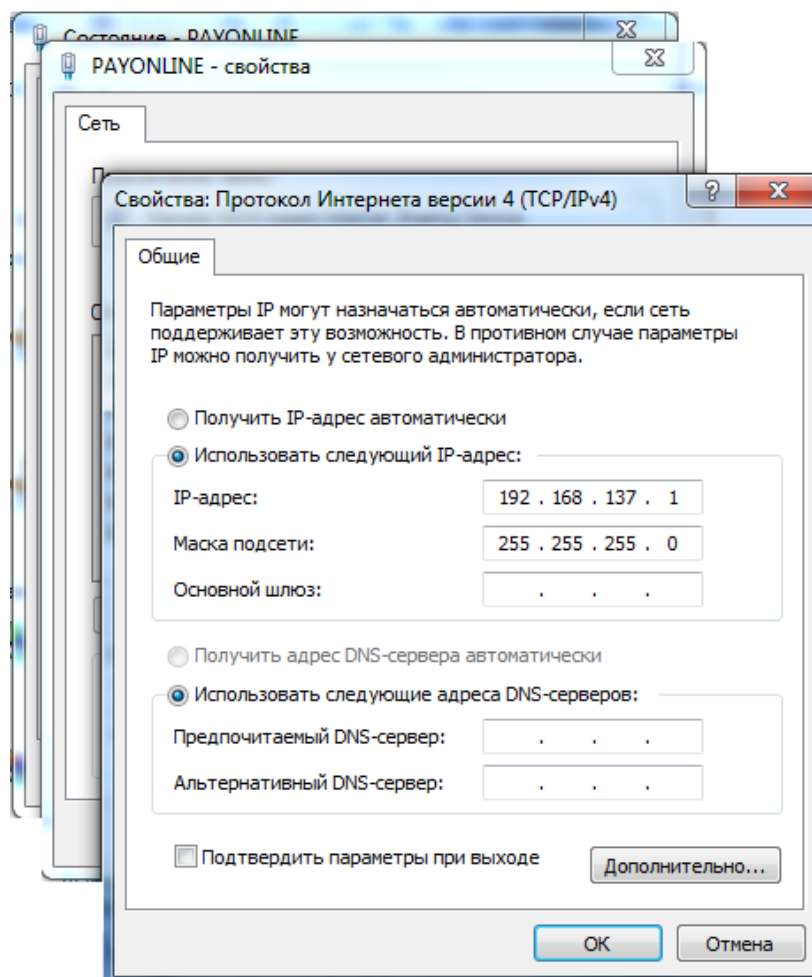 Состояние - PAYONLINE
PAYONLINE - свойства
Сеть
Свойства: Протокол Интернета версии 4 (TCP/IPv4)
Общие
Параметры IP могут назначаться автоматически, если сеть
поддерживает эту возможность. В противном случае параметры
IP можно получить у сетевого администратора.
Получить IP-адрес автоматически
Использовать следующий IP-адрес:
IP-адрес: 192 . 168 . 137 . 1
Маска подсети: 255 . 255 . 255 . 0
Основной шлюз: . . .
Получить адрес DNS-сервера автоматически
Использовать следующие адреса DNS-серверов:
Предпочитаемый DNS-сервер: . . .
Альтернативный DNS-сервер: . . .
Подтвердить параметры при выходе
Дополнительно...
ОК Отмена